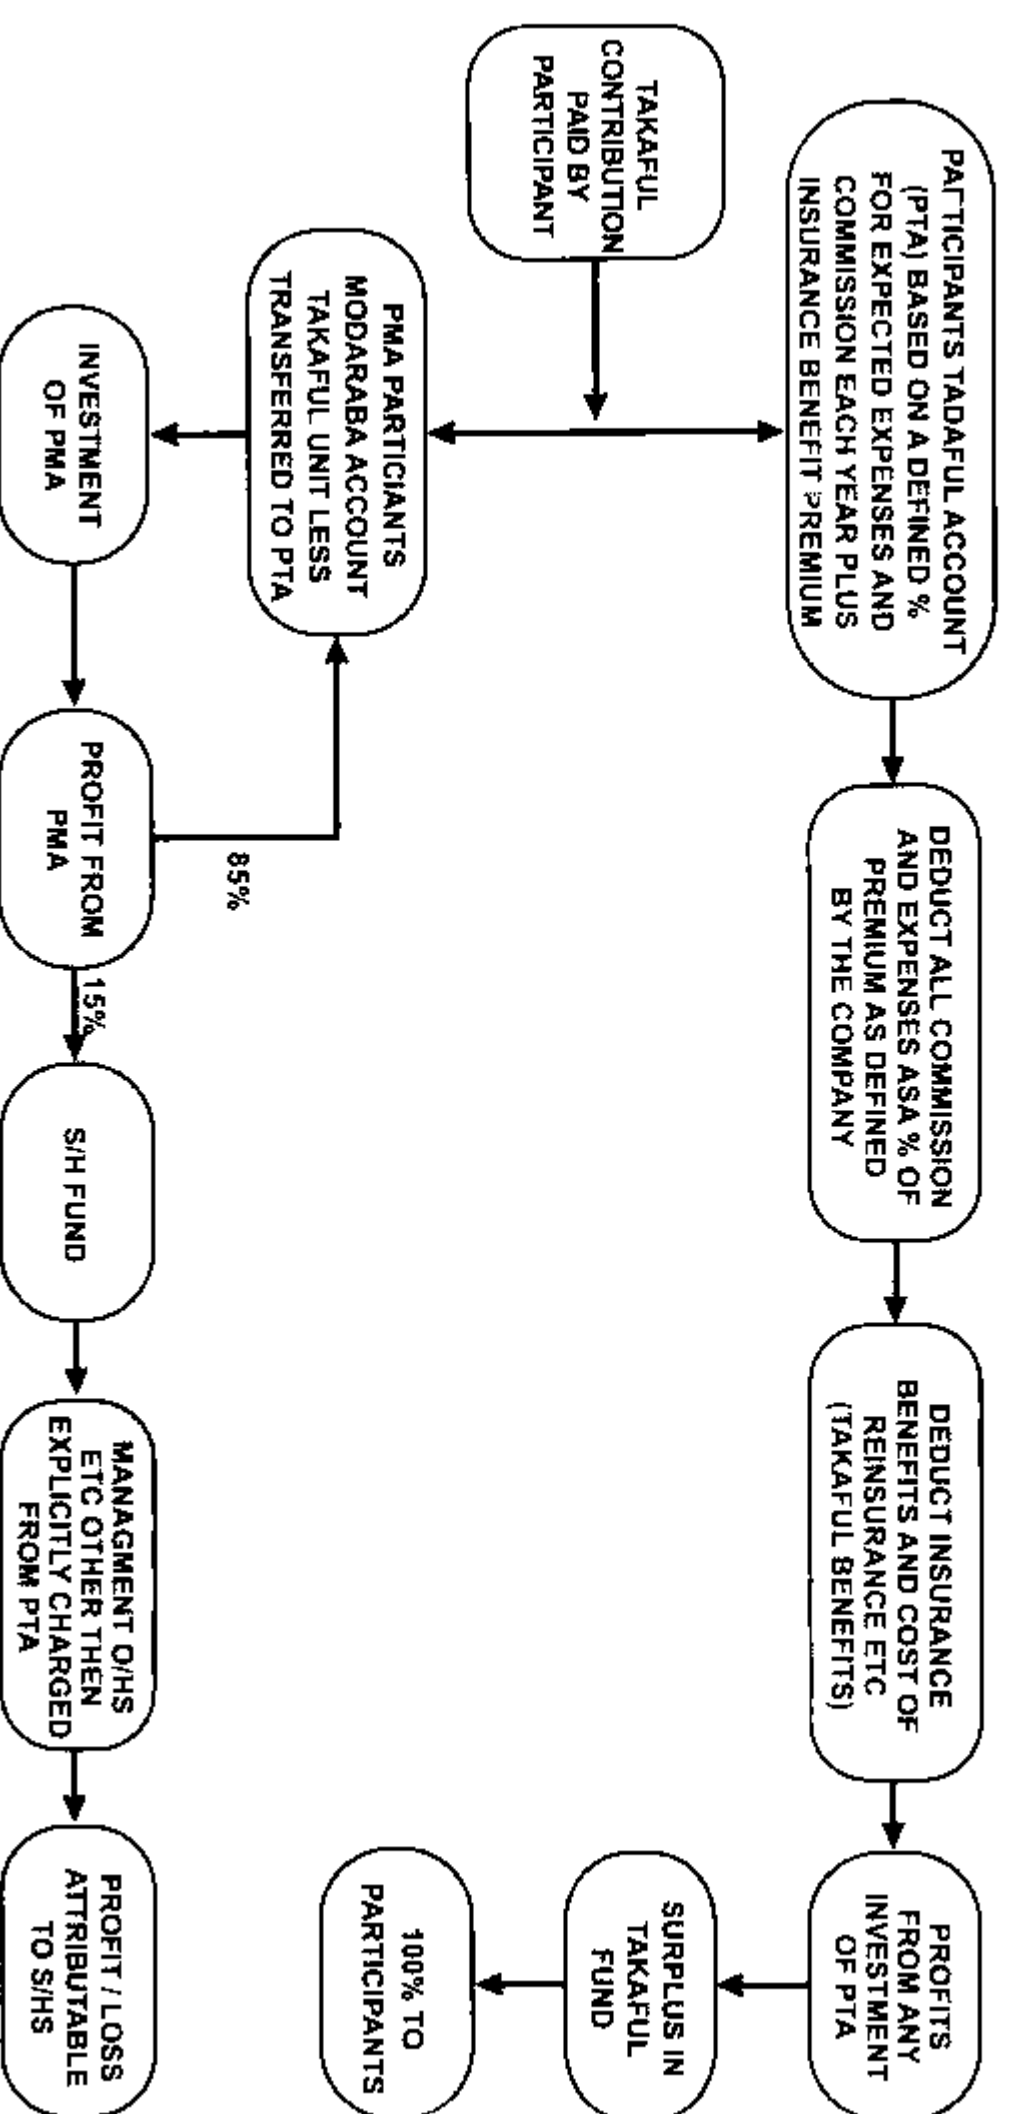 PARTICIPANTS TADAFUL ACCOUNT
(PTA) BASED ON A DEFINED %
FOR EXPECTED EXPENSES AND
COMMISSION EACH YEAR PLUS
INSURANCE BENEFIT PREMIUM
DEDUCT ALL COMMISSION
AND EXPENSES ASA % OF
PREMIUM AS DEFINED
BY THE COMPANY
DEDUCT INSURANCE
BENEFITS AND COST OF
REINSURANCE ETC
(TAKAFUL BENEFITS)
PROFITS
FROM ANY
INVESTMENT
OF PTA
TAKAFUL
CONTRIBUTION
PAID BY
PARTICIPANT
SURPLUS IN
TAKAFUL
FUND
PMA PARTICIANTS
MODARABA ACCOUNT
TAKAFUL UNIT LESS
TRANSFERRED TO PTA
100% TO
PARTICIPANTS
85%
INVESTMENT
OF PMA
PROFIT FROM
PMA
15%
S/H FUND
MANAGMENT O/HS
ETC OTHER THEN
EXPLICITLY CHARGED
FROM PTA
PROFIT / LOSS
ATTRIBUTABLE
TO S/HS